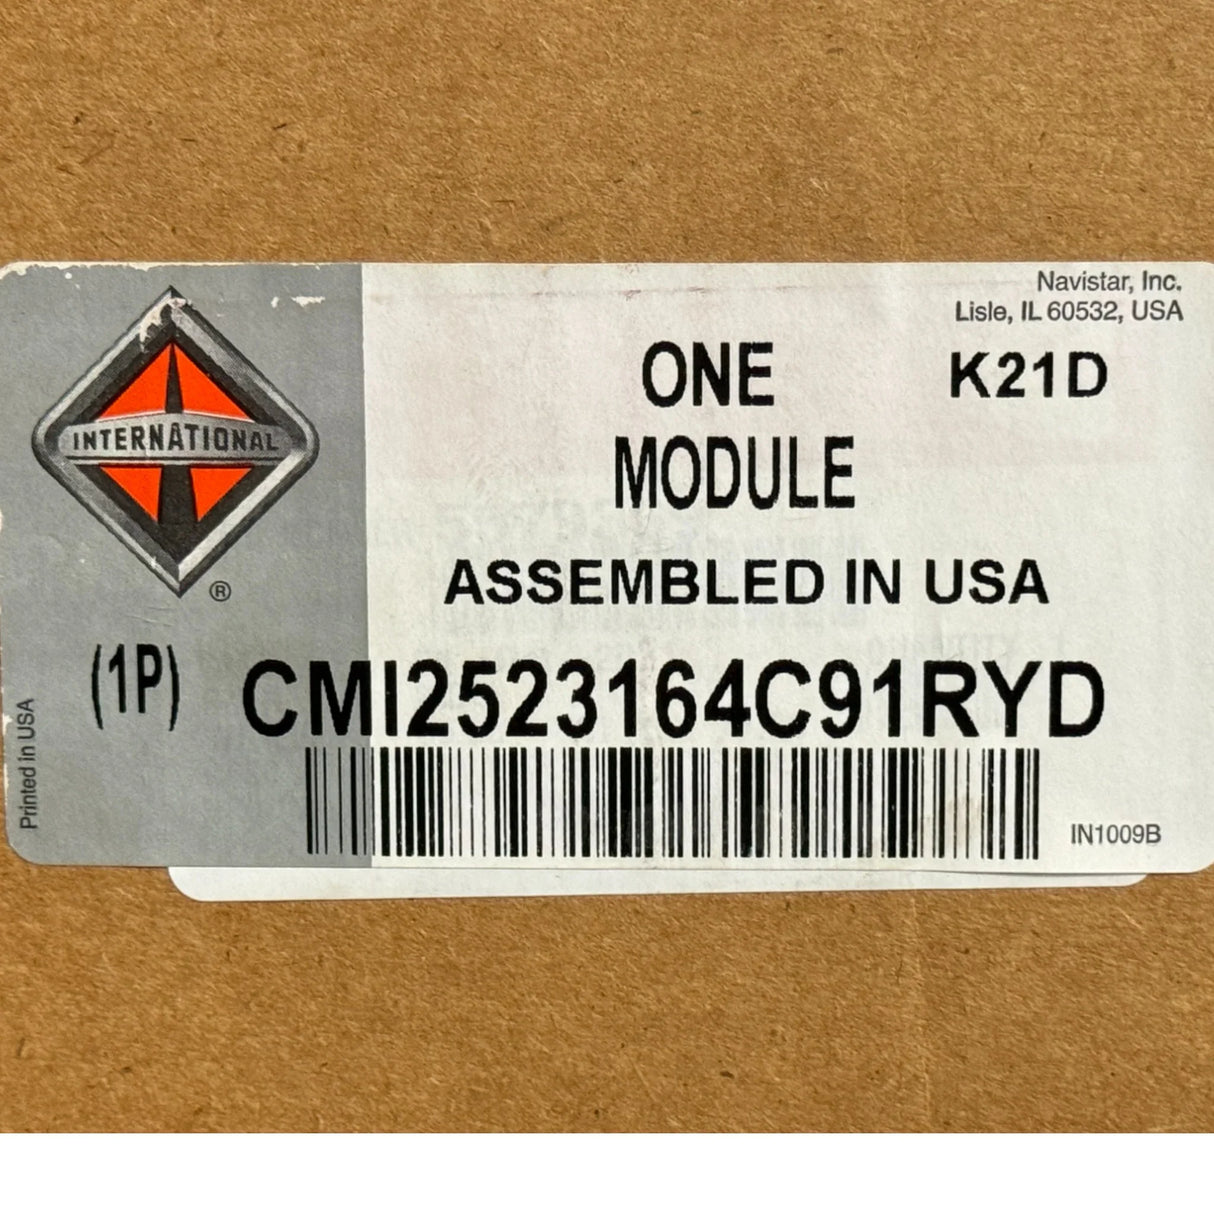 Navistar, Inc.
Lisle, IL 60532, USA
ONE
K21D
MODULE
INTERNATIONAL
®
ASSEMBLED IN USA
(1P) CMI2523164C91RYD
Printed in USA
IN1009B